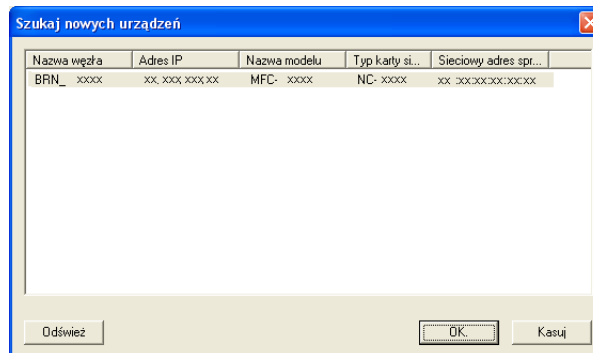 Szukaj nowych urządzeń
Nazwa węzła Adres IP Nazwa modelu Typ karty si... Sieciowy adres spr...
BRN_ xxxx xx, xxx, xxx, xx MFC- xxxx NC- xxxx xx :xx:xx:xx:xx:xx
Odśwież OK. Kasuj